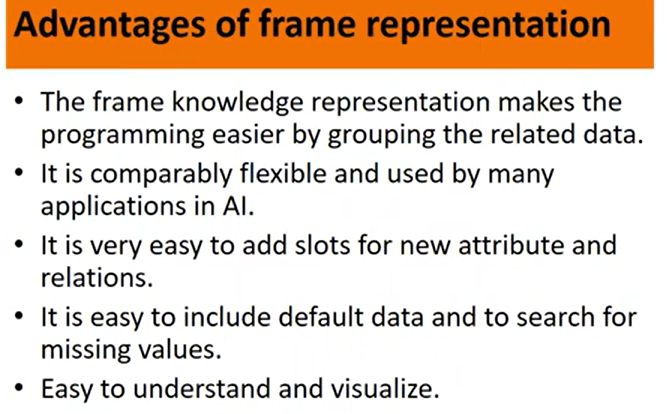 Advantages of frame representation
• The frame knowledge representation makes the
programming easier by grouping the related data.
• It is comparably flexible and used by many
applications in AI.
• It is very easy to add slots for new attribute and
relations.
• It is easy to include default data and to search for
missing values.
• Easy to understand and visualize.